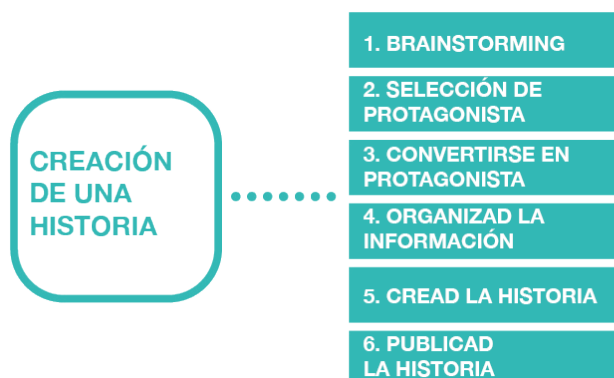 CREACIÓN
DE UNA
HISTORIA
1. BRAINSTORMING
2. SELECCIÓN DE
PROTAGONISTA
3. CONVERTIRSE EN
PROTAGONISTA
4. ORGANIZAD LA
INFORMACIÓN
5. CREAD LA HISTORIA
6. PUBLICAD
LA HISTORIA